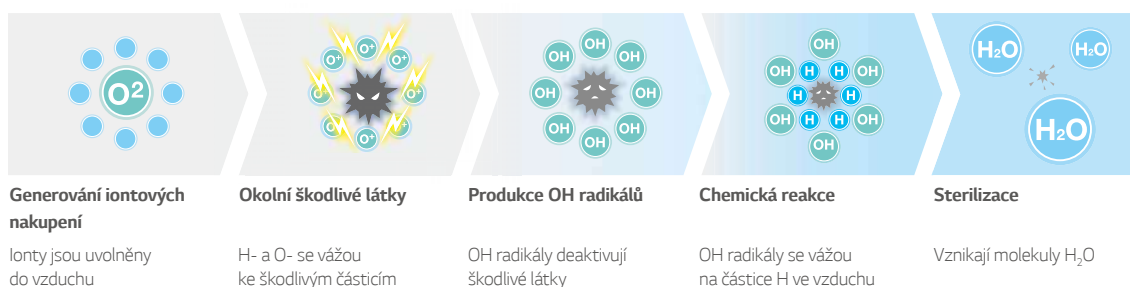 O²
O⁺ O⁺ O⁺ O⁺ O⁺ O⁺ O⁺ O⁺
OH OH OH OH OH OH OH OH
OH OH OH OH OH OH H H H H H H
H₂O H₂O H₂O
Generování iontových
nakupení
Ionty jsou uvolněny
do vzduchu
Okolní škodlivé látky
H- a O- se vážou
ke škodlivým částicím
Produkce OH radikálů
OH radikály deaktivují
škodlivé látky
Chemická reakce
OH radikály se vážou
na částice H ve vzduchu
Sterilizace
Vznikají molekuly H₂O